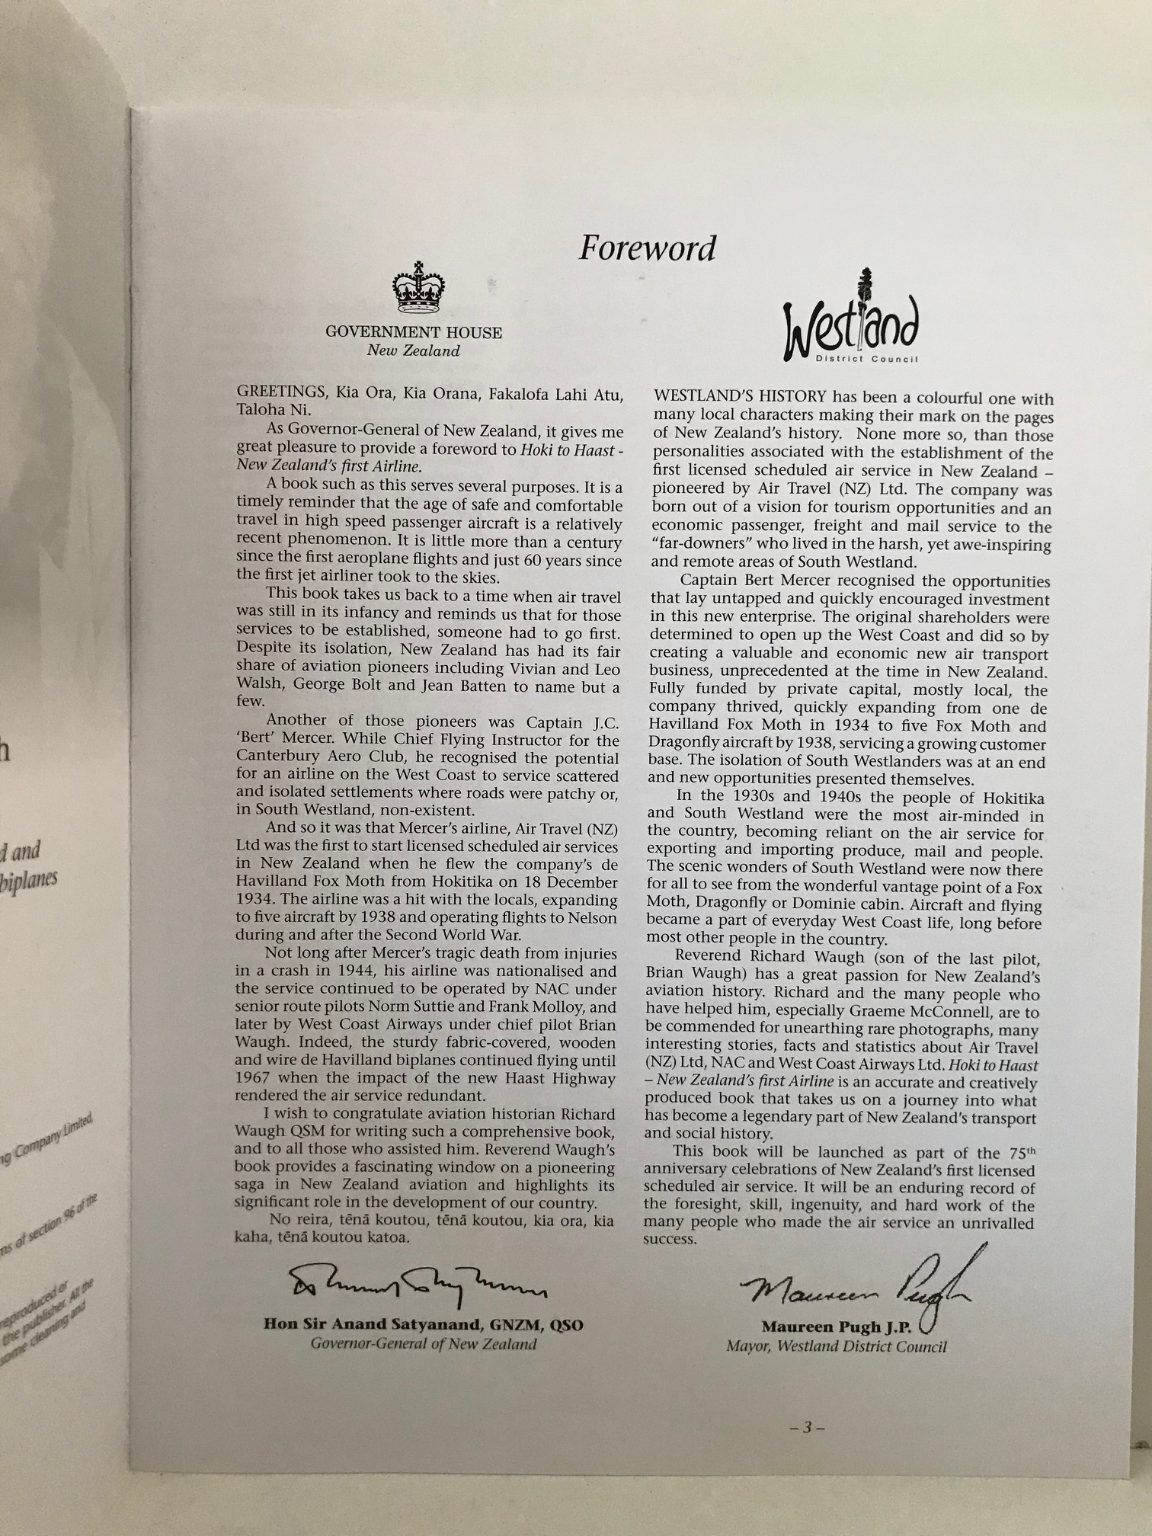 h
d and
biplanes
ng Company Limited,
ms of section 96 of the
reproduced or
the publisher. All the
some cleaning and
Foreword
GOVERNMENT HOUSE
New Zealand
GREETINGS, Kia Ora, Kia Orana, Fakalofa Lahi Atu,
Taloha Ni.
As Governor-General of New Zealand, it gives me
great pleasure to provide a foreword to Hoki to Haast -
New Zealand's first Airline.
A book such as this serves several purposes. It is a
timely reminder that the age of safe and comfortable
travel in high speed passenger aircraft is a relatively
recent phenomenon. It is little more than a century
since the first aeroplane flights and just 60 years since
the first jet airliner took to the skies.
This book takes us back to a time when air travel
was still in its infancy and reminds us that for those
services to be established, someone had to go first.
Despite its isolation, New Zealand has had its fair
share of aviation pioneers including Vivian and Leo
Walsh, George Bolt and Jean Batten to name but a
few.
Another of those pioneers was Captain J.C.
'Bert' Mercer. While Chief Flying Instructor for the
Canterbury Aero Club, he recognised the potential
for an airline on the West Coast to service scattered
and isolated settlements where roads were patchy or,
in South Westland, non-existent.
And so it was that Mercer's airline, Air Travel (NZ)
Ltd was the first to start licensed scheduled air services
in New Zealand when he flew the company's de
Havilland Fox Moth from Hokitika on 18 December
1934. The airline was a hit with the locals, expanding
to five aircraft by 1938 and operating flights to Nelson
during and after the Second World War.
Not long after Mercer's tragic death from injuries
in a crash in 1944, his airline was nationalised and
the service continued to be operated by NAC under
senior route pilots Norm Suttie and Frank Molloy, and
later by West Coast Airways under chief pilot Brian
Waugh. Indeed, the sturdy fabric-covered, wooden
and wire de Havilland biplanes continued flying until
1967 when the impact of the new Haast Highway
rendered the air service redundant.
I wish to congratulate aviation historian Richard
Waugh QSM for writing such a comprehensive book,
and to all those who assisted him. Reverend Waugh's
book provides a fascinating window on a pioneering
saga in New Zealand aviation and highlights its
significant role in the development of our country.
No reira, tēnā koutou, tēnā koutou, kia ora, kia
kaha, tēnā koutou katoa.
Hon Sir Anand Satyanand, GNZM, QSO
Governor-General of New Zealand
Westland
District Council
WESTLAND'S HISTORY has been a colourful one with
many local characters making their mark on the pages
of New Zealand's history. None more so, than those
personalities associated with the establishment of the
first licensed scheduled air service in New Zealand –
pioneered by Air Travel (NZ) Ltd. The company was
born out of a vision for tourism opportunities and an
economic passenger, freight and mail service to the
"far-downers" who lived in the harsh, yet awe-inspiring
and remote areas of South Westland.
Captain Bert Mercer recognised the opportunities
that lay untapped and quickly encouraged investment
in this new enterprise. The original shareholders were
determined to open up the West Coast and did so by
creating a valuable and economic new air transport
business, unprecedented at the time in New Zealand.
Fully funded by private capital, mostly local, the
company thrived, quickly expanding from one de
Havilland Fox Moth in 1934 to five Fox Moth and
Dragonfly aircraft by 1938, servicing a growing customer
base. The isolation of South Westlanders was at an end
and new opportunities presented themselves.
In the 1930s and 1940s the people of Hokitika
and South Westland were the most air-minded in
the country, becoming reliant on the air service for
exporting and importing produce, mail and people.
The scenic wonders of South Westland were now there
for all to see from the wonderful vantage point of a Fox
Moth, Dragonfly or Dominie cabin. Aircraft and flying
became a part of everyday West Coast life, long before
most other people in the country.
Reverend Richard Waugh (son of the last pilot,
Brian Waugh) has a great passion for New Zealand's
aviation history. Richard and the many people who
have helped him, especially Graeme McConnell, are to
be commended for unearthing rare photographs, many
interesting stories, facts and statistics about Air Travel
(NZ) Ltd, NAC and West Coast Airways Ltd. Hoki to Haast
– New Zealand's first Airline is an accurate and creatively
produced book that takes us on a journey into what
has become a legendary part of New Zealand's transport
and social history.
This book will be launched as part of the 75th
anniversary celebrations of New Zealand's first licensed
scheduled air service. It will be an enduring record of
the foresight, skill, ingenuity, and hard work of the
many people who made the air service an unrivalled
success.
Maureen Pugh
Maureen Pugh J.P.
Mayor, Westland District Council
– 3 –